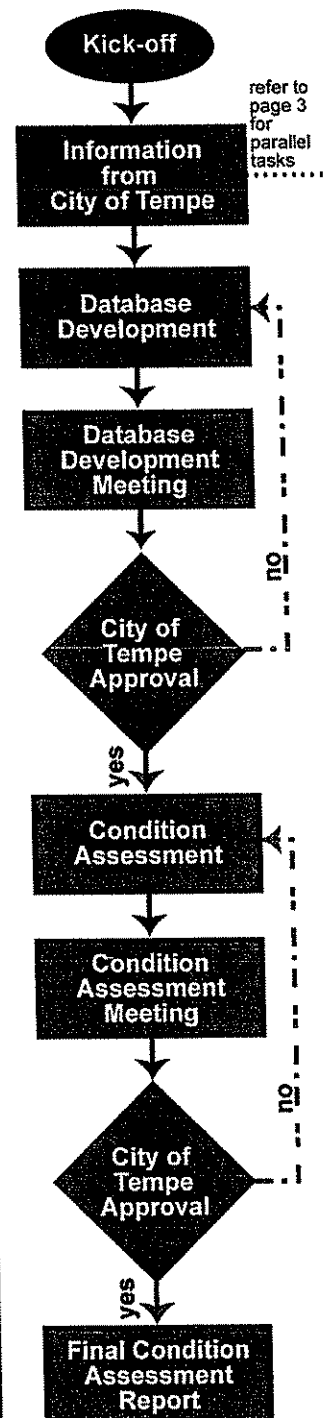 Kick-off
refer to
page 3
for
parallel
tasks
Information
from
City of Tempe
Database
Development
Database
Development
Meeting
no
City of
Tempe
Approval
yes
Condition
Assessment
Condition
Assessment
Meeting
no
City of
Tempe
Approval
yes
Final Condition
Assessment
Report